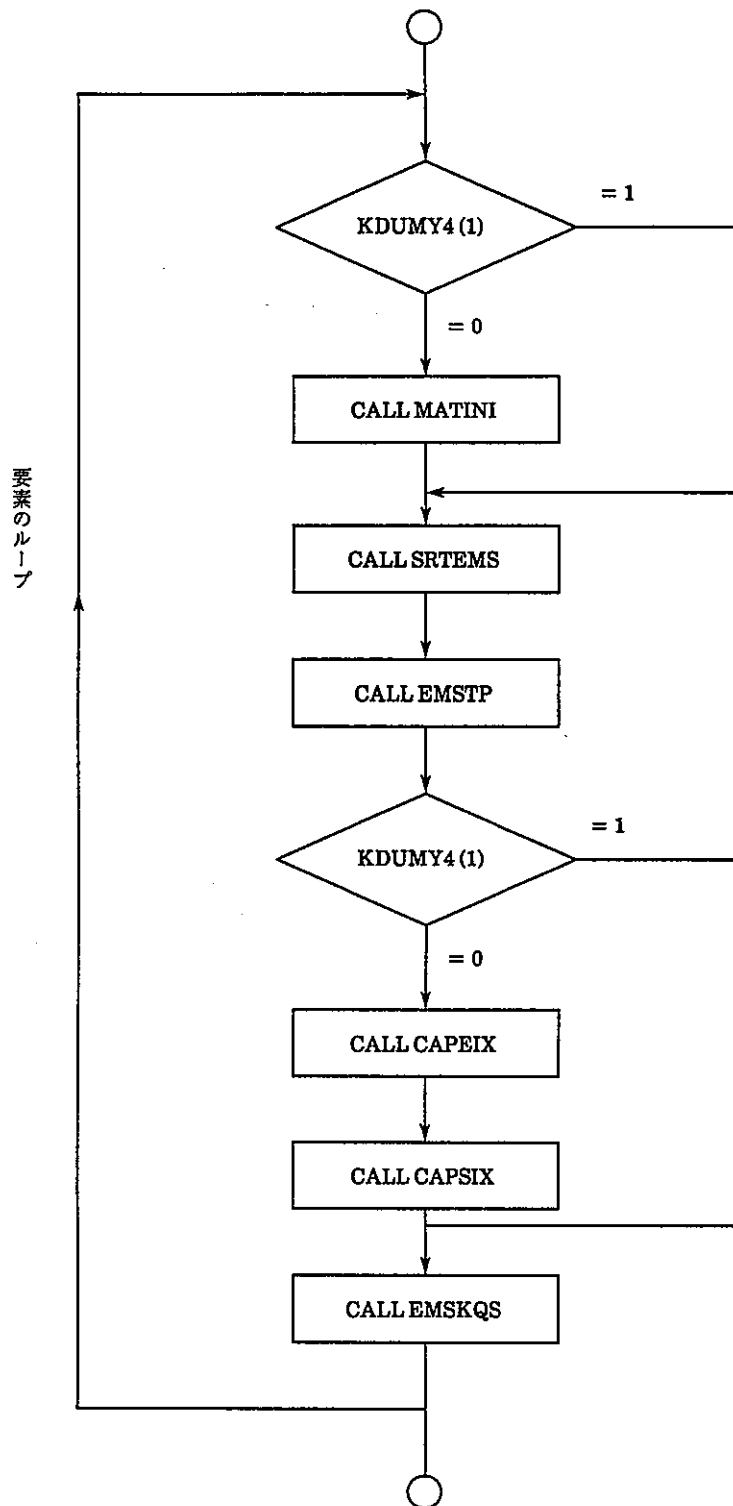 KDUMY4 (1)
= 1
= 0
CALL MATINI
要素のループ
CALL SRTEMS
CALL EMSTP
KDUMY4 (1)
= 1
= 0
CALL CAPEIX
CALL CAPSIX
CALL EMSKQS